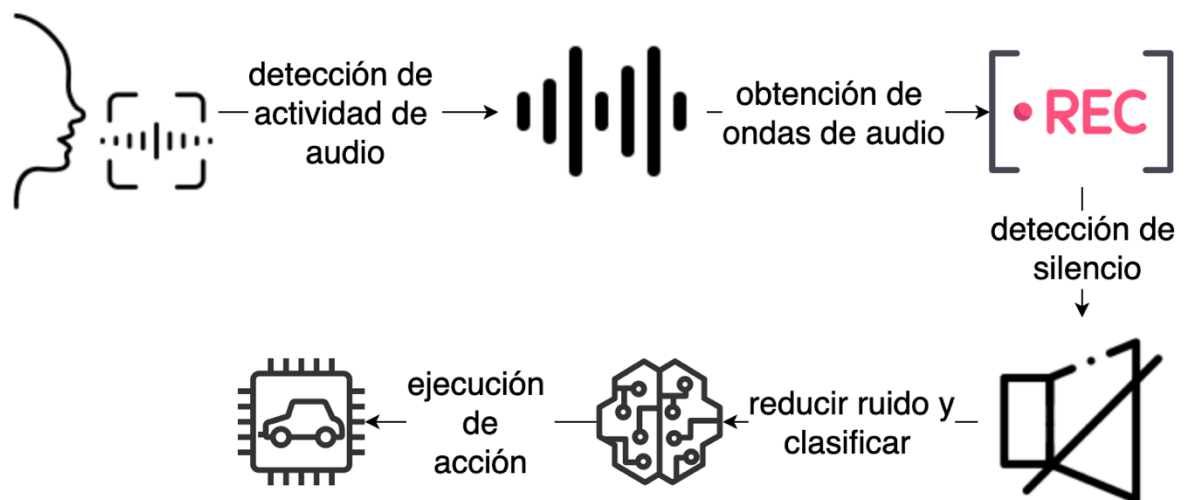 detección de
actividad de
audio
obtención de
ondas de audio
REC
detección de
silencio
reducir ruido y
clasificar
ejecución
de
acción